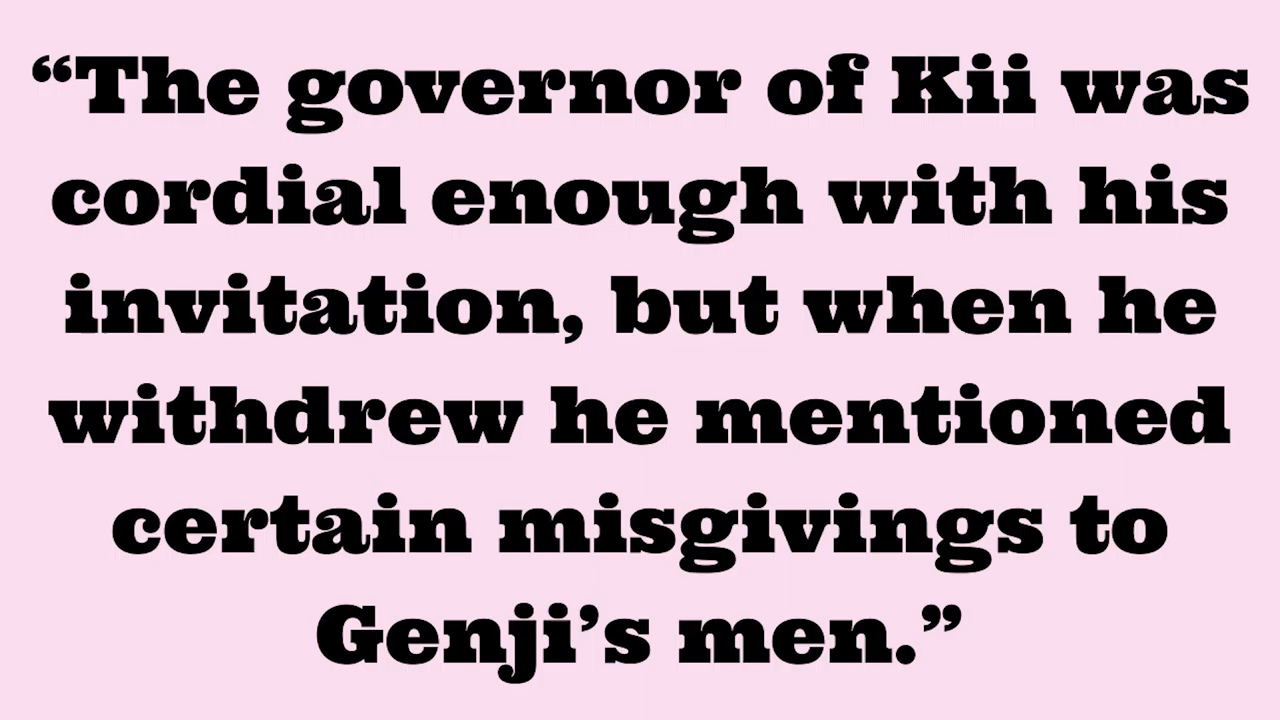 “The governor of Kii was
cordial enough with his
invitation, but when he
withdrew he mentioned
certain misgivings to
Genji’s men.”